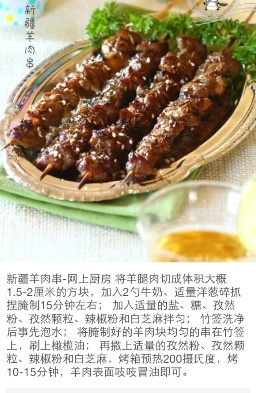 新疆羊肉串
新疆羊肉串-网上厨房 将羊腿肉切成体积大概
1.5-2厘米的方块，加入2勺牛奶、适量洋葱碎抓
捏腌制15分钟左右； 加入适量的盐、糖、孜然
粉、孜然颗粒、辣椒粉和白芝麻拌匀； 竹签洗净
后事先泡水； 将腌制好的羊肉块均匀的串在竹签
上，刷上橄榄油； 再撒上适量的孜然粉、孜然颗
粒、辣椒粉和白芝麻，烤箱预热200摄氏度，烤
10-15分钟，羊肉表面吱吱冒油即可。